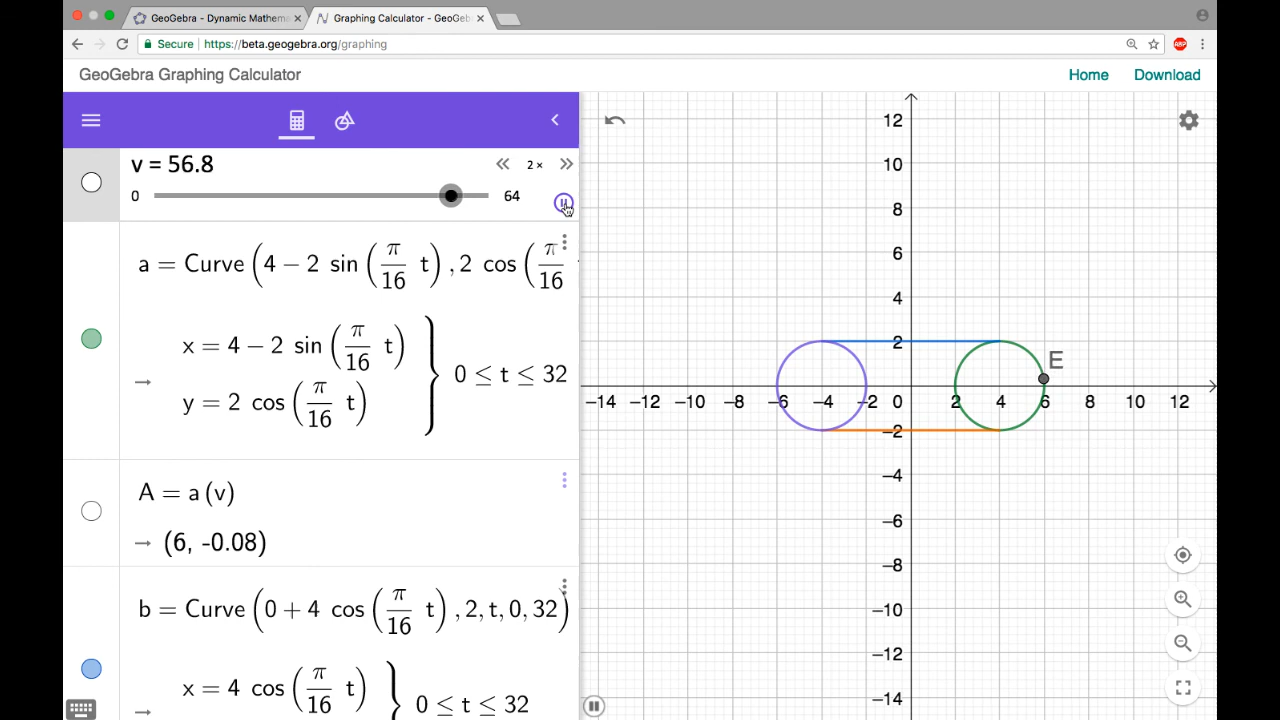 GeoGebra - Dynamic Mathema
Graphing Calculator - GeoGeb
Secure
https://beta.geogebra.org/graphing
ABP
GeoGebra Graphing Calculator
Home
Download
v = 56.8
2 ×
0
64
a = Curve (4 − 2 sin (π/16 t) , 2 cos (π/16
x = 4 − 2 sin (π/16 t)
y = 2 cos (π/16 t)
} 0 ≤ t ≤ 32
A = a (v)
→ (6, -0.08)
b = Curve (0 + 4 cos (π/16 t) , 2, t, 0, 32)
x = 4 cos (π/16 t)
} 0 ≤ t ≤ 32
12
10
8
6
4
2
E
−14 −12 −10 −8 −6 −4 −2 0 2 4 6 8 10 12
−2
−4
−6
−8
−10
−12
−14